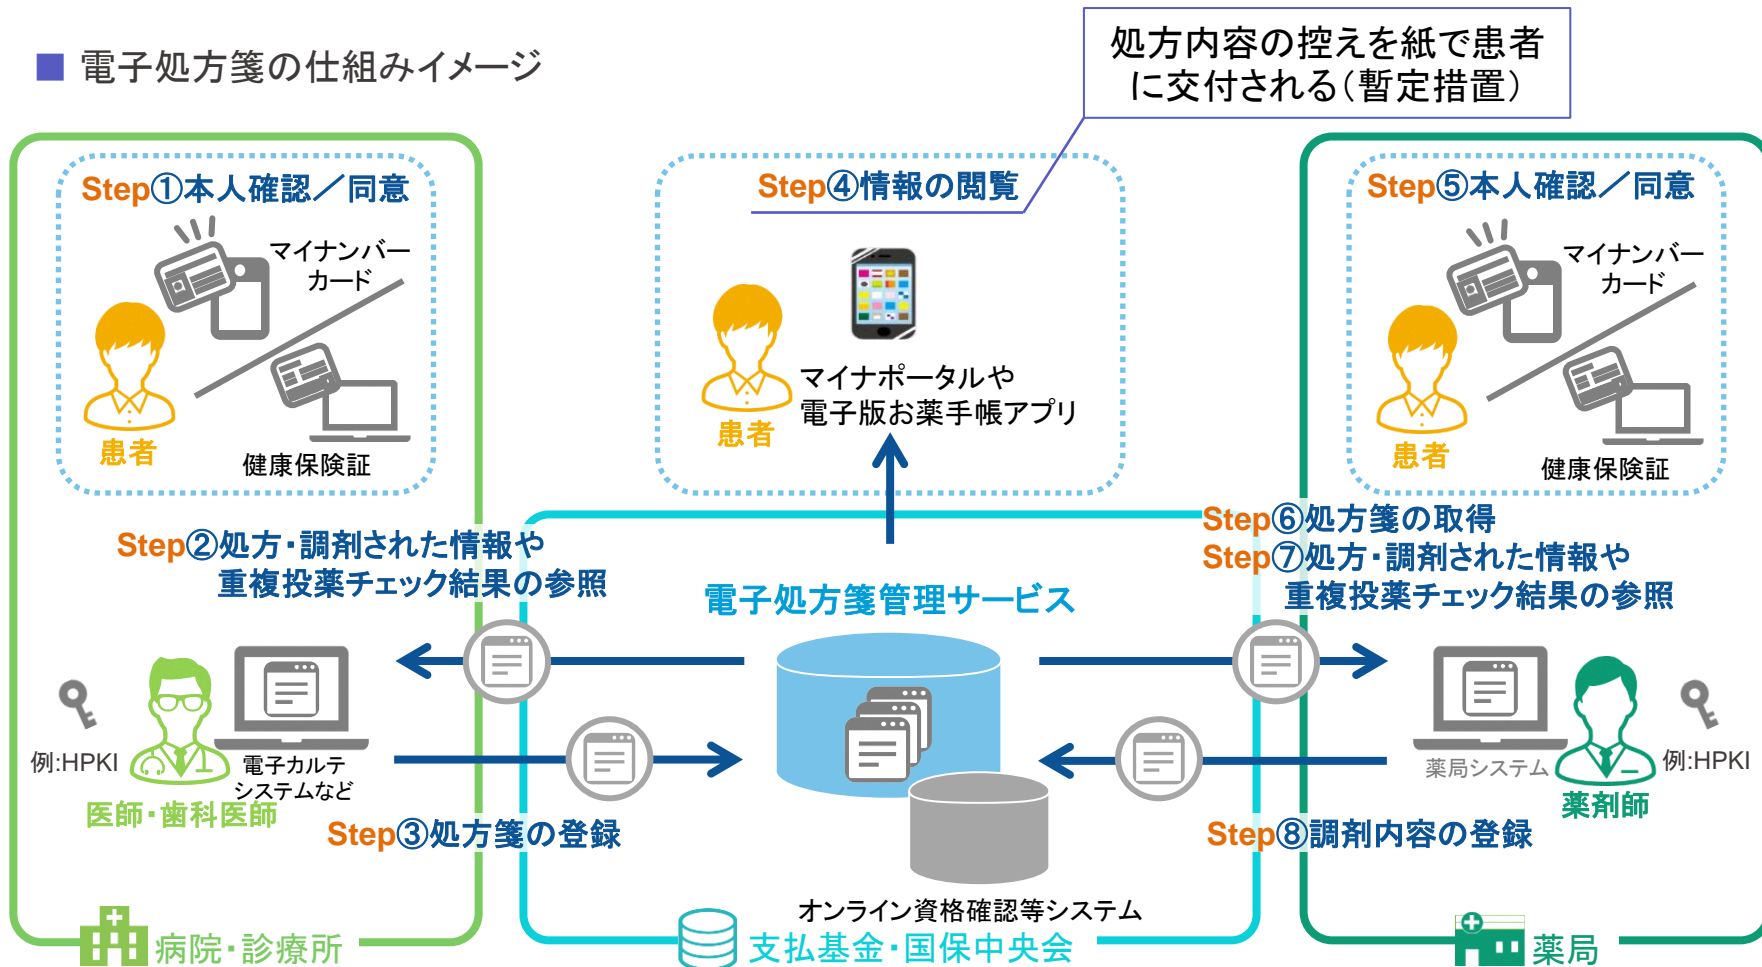 ■ 電子処方箋の仕組みイメージ
処方内容の控えを紙で患者
に交付される（暫定措置）
Step①本人確認／同意
マイナンバー
カード
患者
健康保険証
Step④情報の閲覧
患者
マイナポータルや
電子版お薬手帳アプリ
Step⑤本人確認／同意
マイナンバー
カード
患者
健康保険証
Step②処方・調剤された情報や
重複投薬チェック結果の参照
電子処方箋管理サービス
Step⑥処方箋の取得
Step⑦処方・調剤された情報や
重複投薬チェック結果の参照
例:HPKI
電子カルテ
システムなど
医師・歯科医師
Step③処方箋の登録
薬局システム
例:HPKI
薬剤師
Step⑧調剤内容の登録
オンライン資格確認等システム
病院・診療所
支払基金・国保中央会
薬局